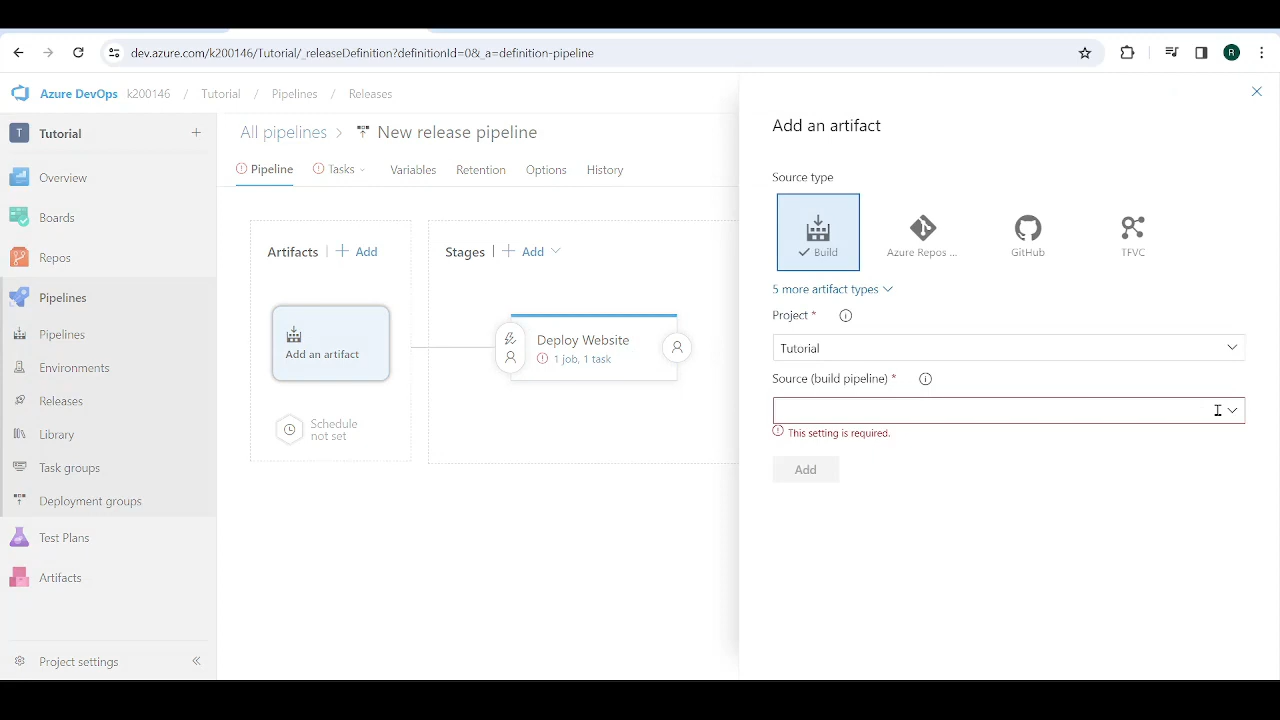 dev.azure.com/k200146/Tutorial/_releaseDefinition?definitionId=0&_a=definition-pipeline
R
Azure DevOps k200146 / Tutorial / Pipelines / Releases
T Tutorial
Overview
Boards
Repos
Pipelines
Pipelines
Environments
Releases
Library
Task groups
Deployment groups
Test Plans
Artifacts
Project settings
All pipelines > New release pipeline
Pipeline Tasks Variables Retention Options History
Artifacts | + Add
Add an artifact
Schedule
not set
Stages | + Add
Deploy Website
1 job, 1 task
Add an artifact
Source type
Build
Azure Repos ...
GitHub
TFVC
5 more artifact types
Project *
Tutorial
Source (build pipeline) *
This setting is required.
Add